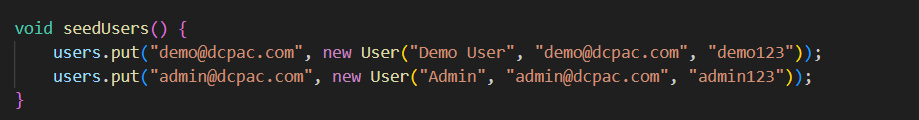 void seedUsers() {
    users.put("demo@dcpac.com", new User("Demo User", "demo@dcpac.com", "demo123"));
    users.put("admin@dcpac.com", new User("Admin", "admin@dcpac.com", "admin123"));
}